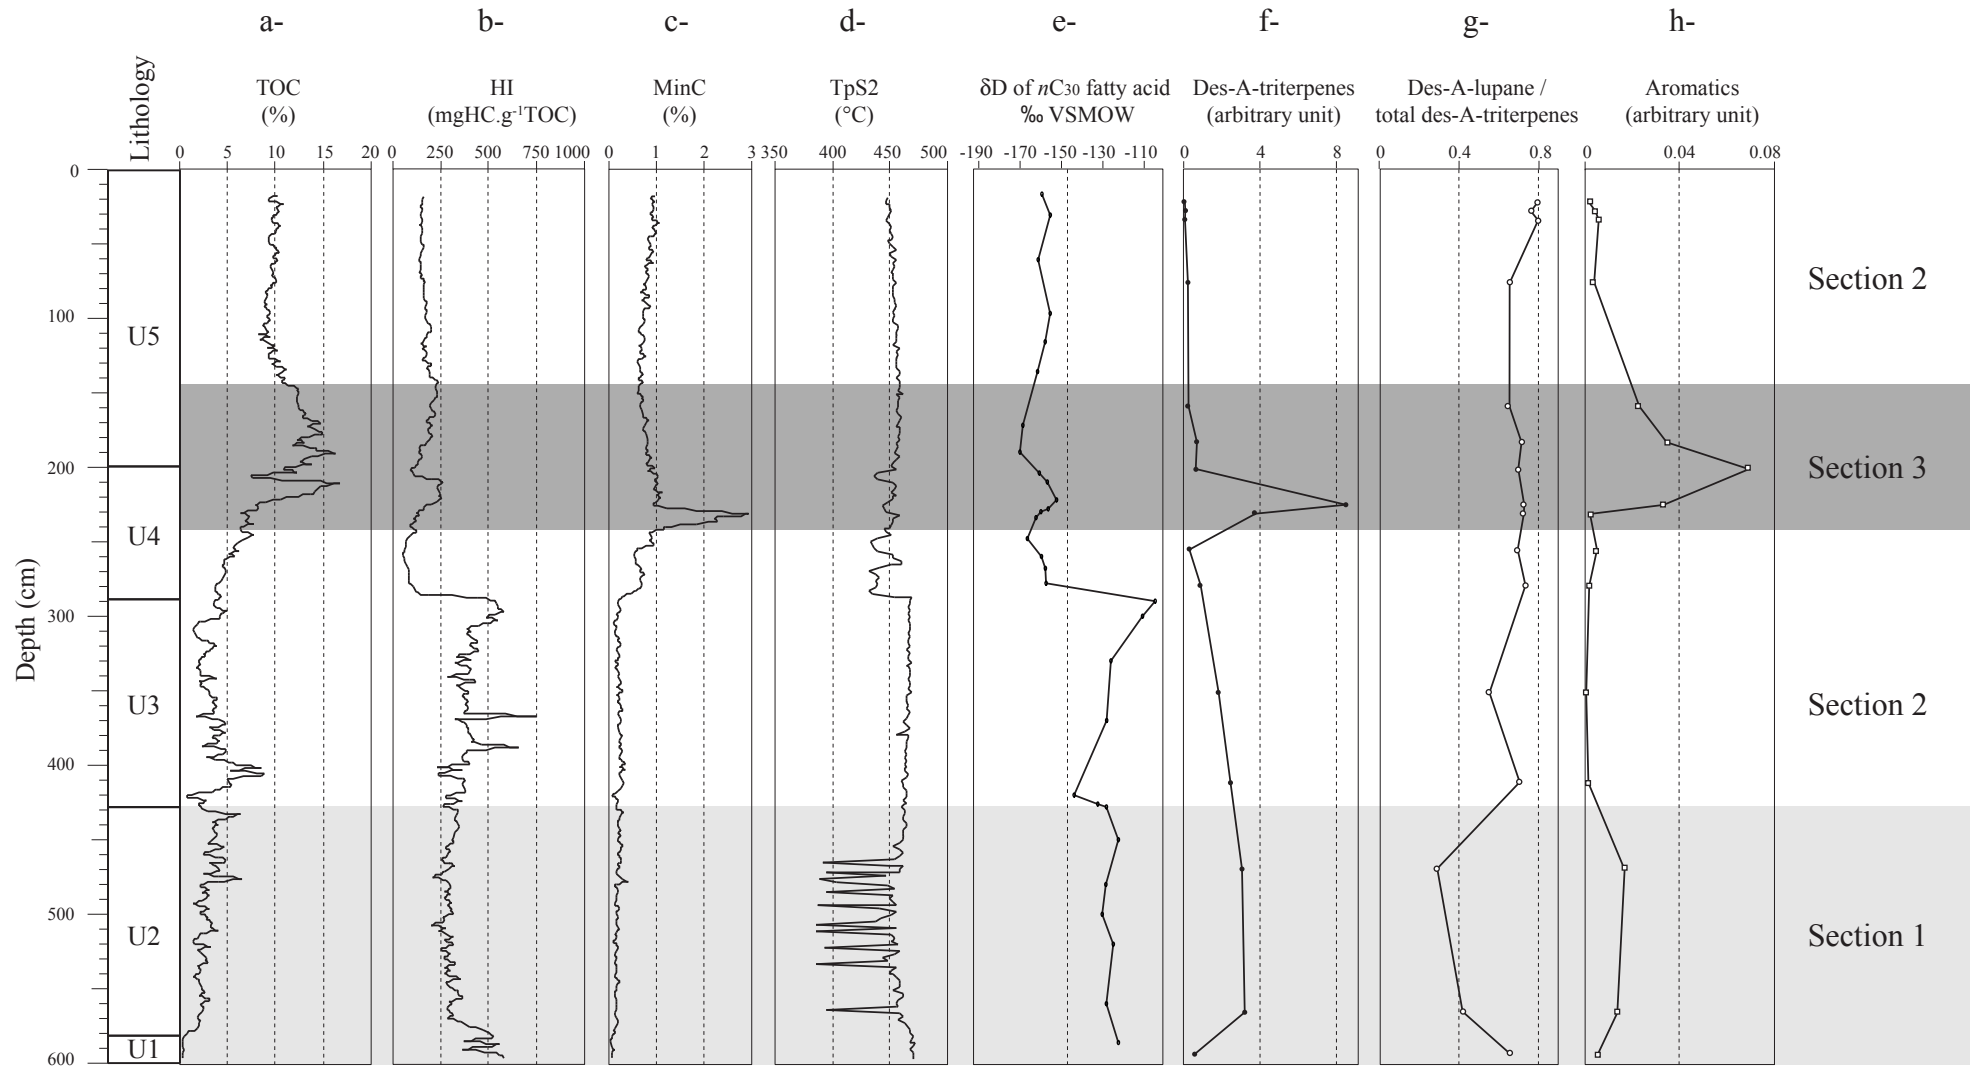 a- b- c- d- e- f- g- h-
Lithology
TOC HI MinC TpS2 δD of nC30 fatty acid Des-A-triterpenes Des-A-lupane / Aromatics
(%) (mgHC.g-1TOC) (%) (°C) ‰ VSMOW (arbitrary unit) total des-A-triterpenes (arbitrary unit)
0 5 10 15 20 0 250 500 750 1000 0 1 2 3 350 400 450 500 -190 -170 -150 -130 -110 0 4 8 0 0.4 0.8 0 0.04 0.08
0
Section 2
100
U5
200
Section 3
U4
300
Depth (cm)
U3
Section 2
400
500
U2
Section 1
U1
600